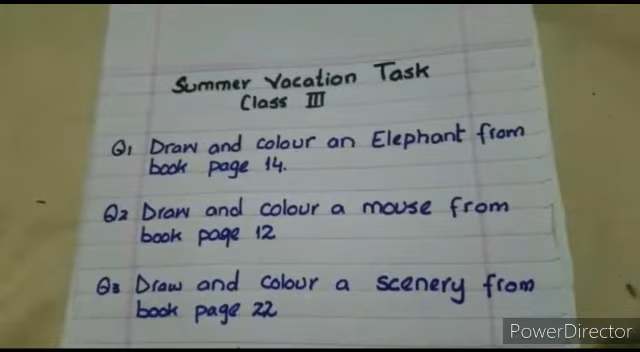 Summer Vacation Task
Class III
Q1 Draw and colour an Elephant from
book page 14.
Q2 Draw and colour a mouse from
book page 12
Q3 Draw and colour a scenery from
book page 22
PowerDirector